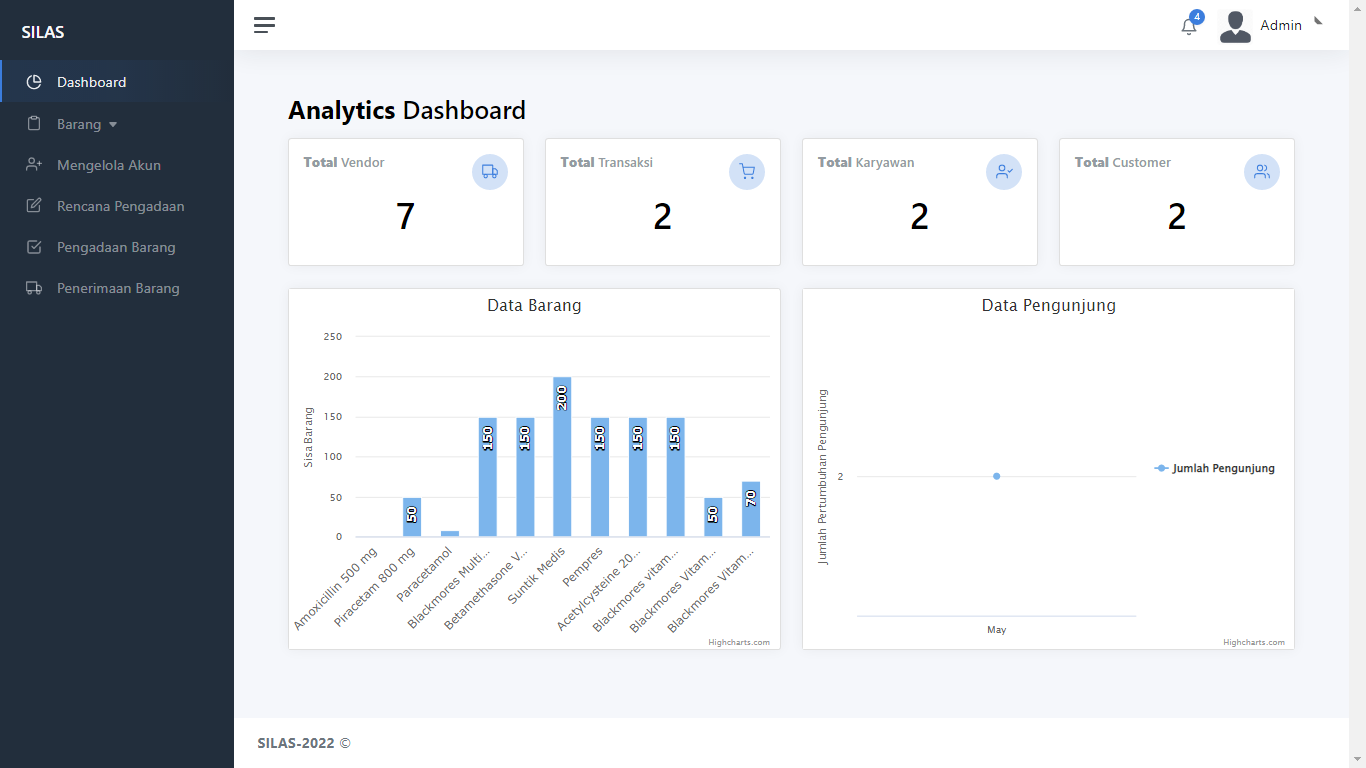 SILAS
4
Admin
Dashboard
Barang
Mengelola Akun
Rencana Pengadaan
Pengadaan Barang
Penerimaan Barang
Analytics Dashboard
Total Vendor
7
Total Transaksi
2
Total Karyawan
2
Total Customer
2
Data Barang
Sisa Barang
250
200
150
100
50
0
50
150
150
200
150
150
150
50
70
Amoxicillin 500 mg
Piracetam 800 mg
Paracetamol
Blackmores Multi...
Betamethasone V...
Suntik Medis
Pempres
Acetylcysteine 20...
Blackmores vitam...
Blackmores Vitam...
Blackmores Vitam...
Highcharts.com
Data Pengunjung
Jumlah Pertumbuhan Pengunjung
2
Jumlah Pengunjung
May
Highcharts.com
SILAS-2022 ©